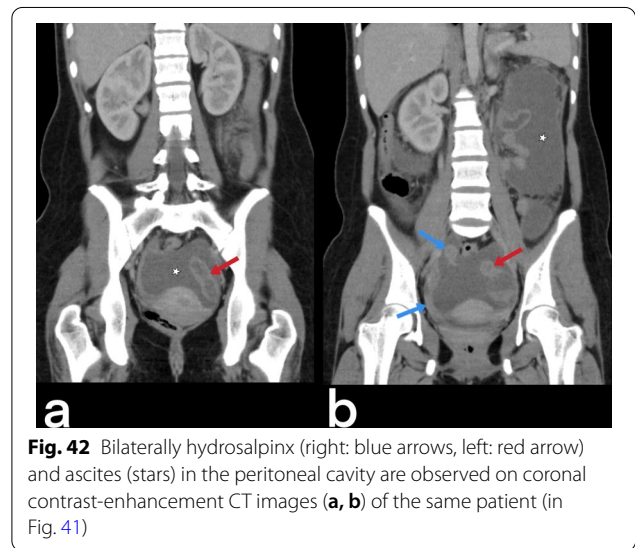 a
b
Fig. 42 Bilaterally hydrosalpinx (right: blue arrows, left: red arrow)
and ascites (stars) in the peritoneal cavity are observed on coronal
contrast-enhancement CT images (a, b) of the same patient (in
Fig. 41)